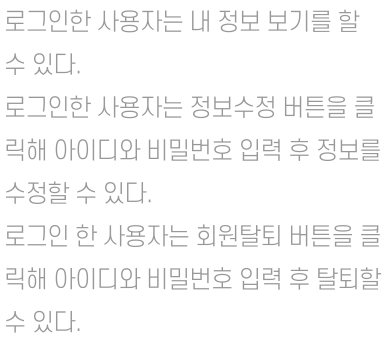 로그인한 사용자는 내 정보 보기를 할
수 있다.
로그인한 사용자는 정보수정 버튼을 클
릭해 아이디와 비밀번호 입력 후 정보를
수정할 수 있다.
로그인 한 사용자는 회원탈퇴 버튼을 클
릭해 아이디와 비밀번호 입력 후 탈퇴할
수 있다.